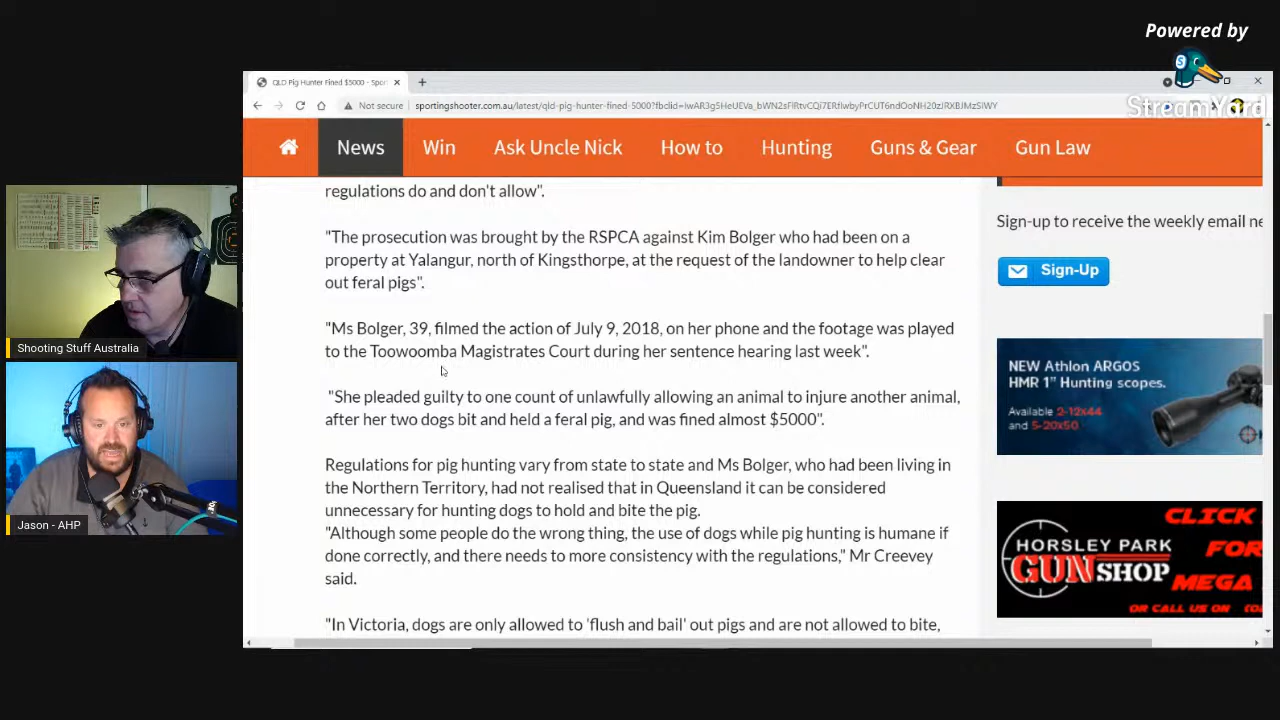 Powered by
StreamYard
QLD Pig Hunter Fined $5000 - Spor
Not secure
News
Win
Ask Uncle Nick
How to
Hunting
Guns & Gear
Gun Law
regulations do and don't allow".
"The prosecution was brought by the RSPCA against Kim Bolger who had been on a
property at Yalangur, north of Kingsthorpe, at the request of the landowner to help clear
out feral pigs".
"Ms Bolger, 39, filmed the action of July 9, 2018, on her phone and the footage was played
to the Toowoomba Magistrates Court during her sentence hearing last week".
"She pleaded guilty to one count of unlawfully allowing an animal to injure another animal,
after her two dogs bit and held a feral pig, and was fined almost $5000".
Regulations for pig hunting vary from state to state and Ms Bolger, who had been living in
the Northern Territory, had not realised that in Queensland it can be considered
unnecessary for hunting dogs to hold and bite the pig.
"Although some people do the wrong thing, the use of dogs while pig hunting is humane if
done correctly, and there needs to more consistency with the regulations," Mr Creevey
said.
"In Victoria, dogs are only allowed to 'flush and bail' out pigs and are not allowed to bite,
Sign-up to receive the weekly email ne
Sign-Up
NEW Athlon ARGOS
HMR 1" Hunting scopes.
Available 2-12x44
and 5-20x50
HORSLEY PARK
GUN SHOP
CLICK
FOR
MEGA
OR CALL US ON
Shooting Stuff Australia
Jason - AHP